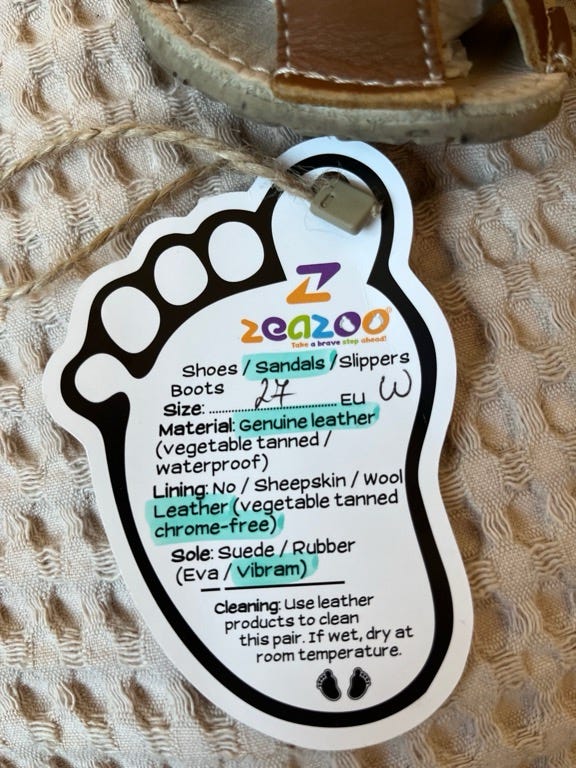 Z
zeazoo®
Take a brave step ahead!
Shoes / Sandals / Slippers
Boots
Size: 27 EU W
Material: Genuine leather
(vegetable tanned /
waterproof)
Lining: No / Sheepskin / Wool
Leather (vegetable tanned
chrome-free)
Sole: Suede / Rubber
(Eva / Vibram)
Cleaning: Use leather
products to clean
this pair. If wet, dry at
room temperature.